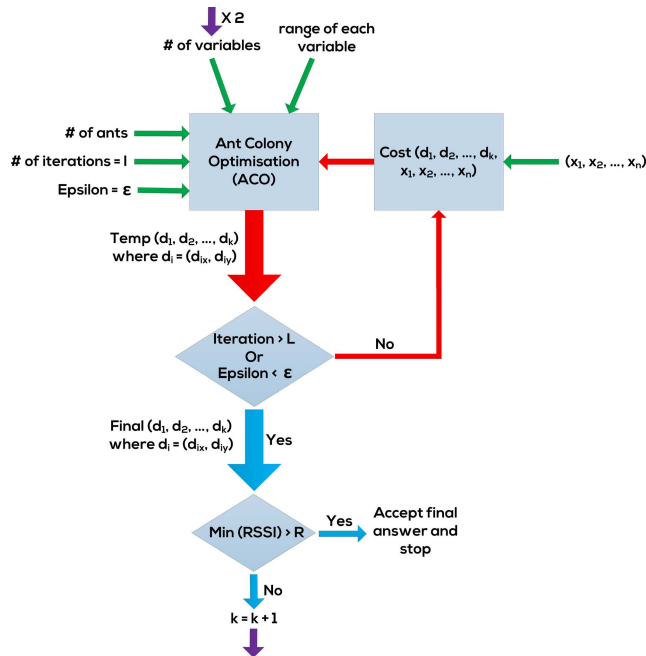 X 2
# of variables
range of each
variable
# of ants
# of iterations = l
Epsilon = ε
Ant Colony
Optimisation
(ACO)
Cost (d₁, d₂, ..., dₖ,
x₁, x₂, ..., xₙ)
(x₁, x₂, ..., xₙ)
Temp (d₁, d₂, ..., dₖ)
where dᵢ = (dᵢₓ, dᵢᵧ)
Iteration > L
Or
Epsilon < ε
No
Final (d₁, d₂, ..., dₖ)
where dᵢ = (dᵢₓ, dᵢᵧ)
Yes
Min (RSSI) > R
Yes
Accept final
answer and
stop
No
k = k + 1